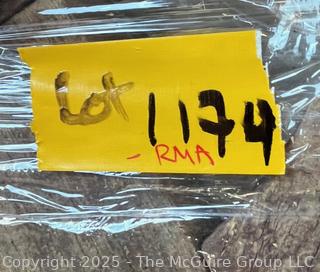 Lot 1174
- RMA
Copyright 2025 - The McGuire Group, LLC